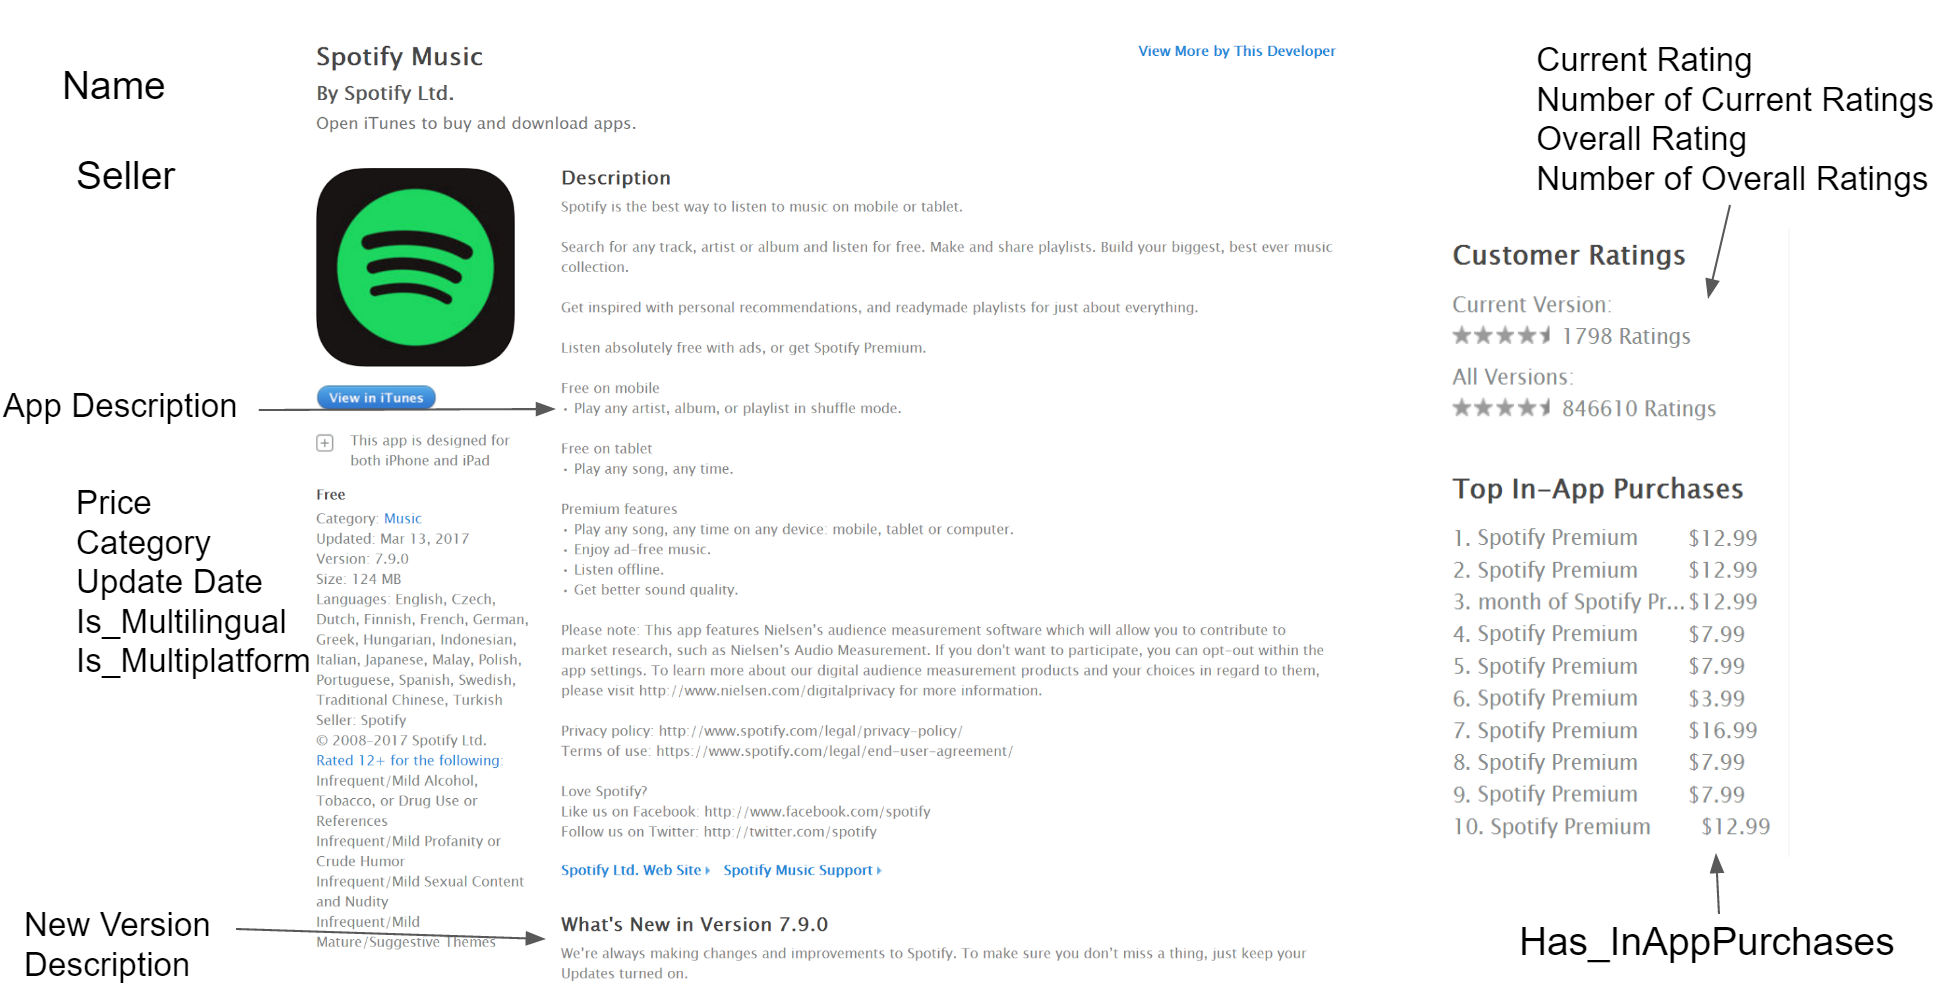 Name
Seller
App Description
Price
Category
Update Date
Is_Multilingual
Is_Multiplatform
New Version
Description
Spotify Music
By Spotify Ltd.
Open iTunes to buy and download apps.
View More by This Developer
View in iTunes
This app is designed for
both iPhone and iPad
Free
Category: Music
Updated: Mar 13, 2017
Version: 7.9.0
Size: 124 MB
Languages: English, Czech,
Dutch, Finnish, French, German,
Greek, Hungarian, Indonesian,
Italian, Japanese, Malay, Polish,
Portuguese, Spanish, Swedish,
Traditional Chinese, Turkish
Seller: Spotify
© 2008-2017 Spotify Ltd.
Rated 12+ for the following:
Infrequent/Mild Alcohol,
Tobacco, or Drug Use or
References
Infrequent/Mild Profanity or
Crude Humor
Infrequent/Mild Sexual Content
and Nudity
Infrequent/Mild
Mature/Suggestive Themes
Description
Spotify is the best way to listen to music on mobile or tablet.
Search for any track, artist or album and listen for free. Make and share playlists. Build your biggest, best ever music
collection.
Get inspired with personal recommendations, and readymade playlists for just about everything.
Listen absolutely free with ads, or get Spotify Premium.
Free on mobile
• Play any artist, album, or playlist in shuffle mode.
Free on tablet
• Play any song, any time.
Premium features
• Play any song, any time on any device: mobile, tablet or computer.
• Enjoy ad-free music.
• Listen offline.
• Get better sound quality.
Please note: This app features Nielsen's audience measurement software which will allow you to contribute to
market research, such as Nielsen's Audio Measurement. If you don't want to participate, you can opt-out within the
app settings. To learn more about our digital audience measurement products and your choices in regard to them,
please visit http://www.nielsen.com/digitalprivacy for more information.
Privacy policy: http://www.spotify.com/legal/privacy-policy/
Terms of use: https://www.spotify.com/legal/end-user-agreement/
Love Spotify?
Like us on Facebook: http://www.facebook.com/spotify
Follow us on Twitter: http://twitter.com/spotify
Spotify Ltd. Web Site Spotify Music Support
What's New in Version 7.9.0
We're always making changes and improvements to Spotify. To make sure you don't miss a thing, just keep your
Updates turned on.
Current Rating
Number of Current Ratings
Overall Rating
Number of Overall Ratings
Customer Ratings
Current Version:
1798 Ratings
All Versions:
846610 Ratings
Top In-App Purchases
1. Spotify Premium $12.99
2. Spotify Premium $12.99
3. month of Spotify Pr... $12.99
4. Spotify Premium $7.99
5. Spotify Premium $7.99
6. Spotify Premium $3.99
7. Spotify Premium $16.99
8. Spotify Premium $7.99
9. Spotify Premium $7.99
10. Spotify Premium $12.99
Has_InAppPurchases